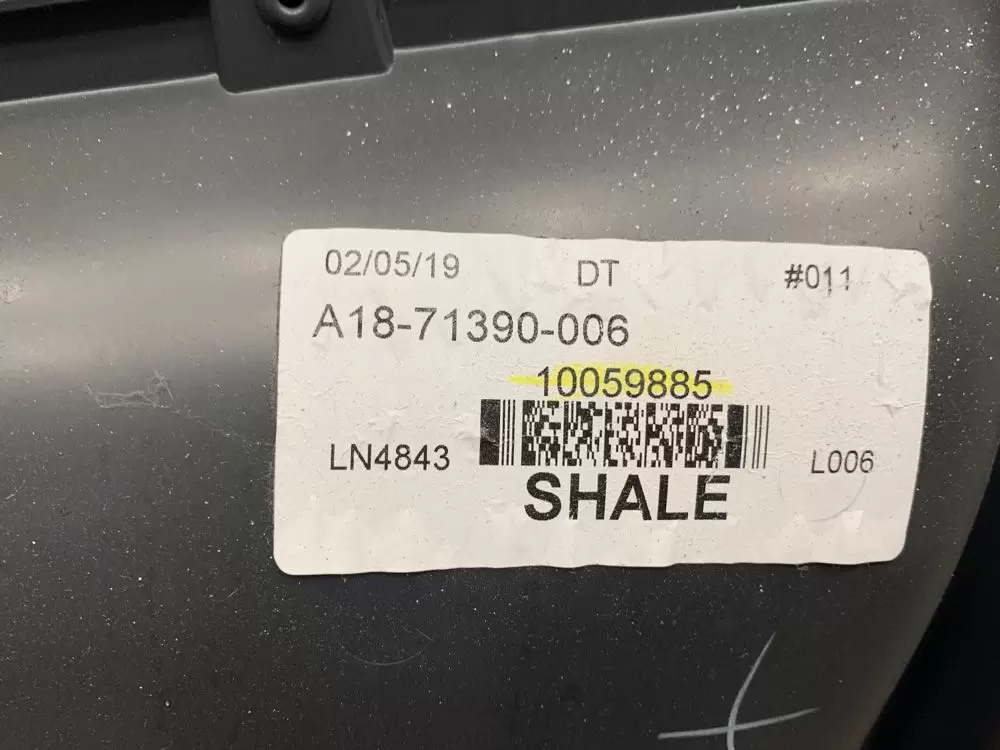 02/05/19 DT #011
A18-71390-006
10059885
LN4843 L006
SHALE